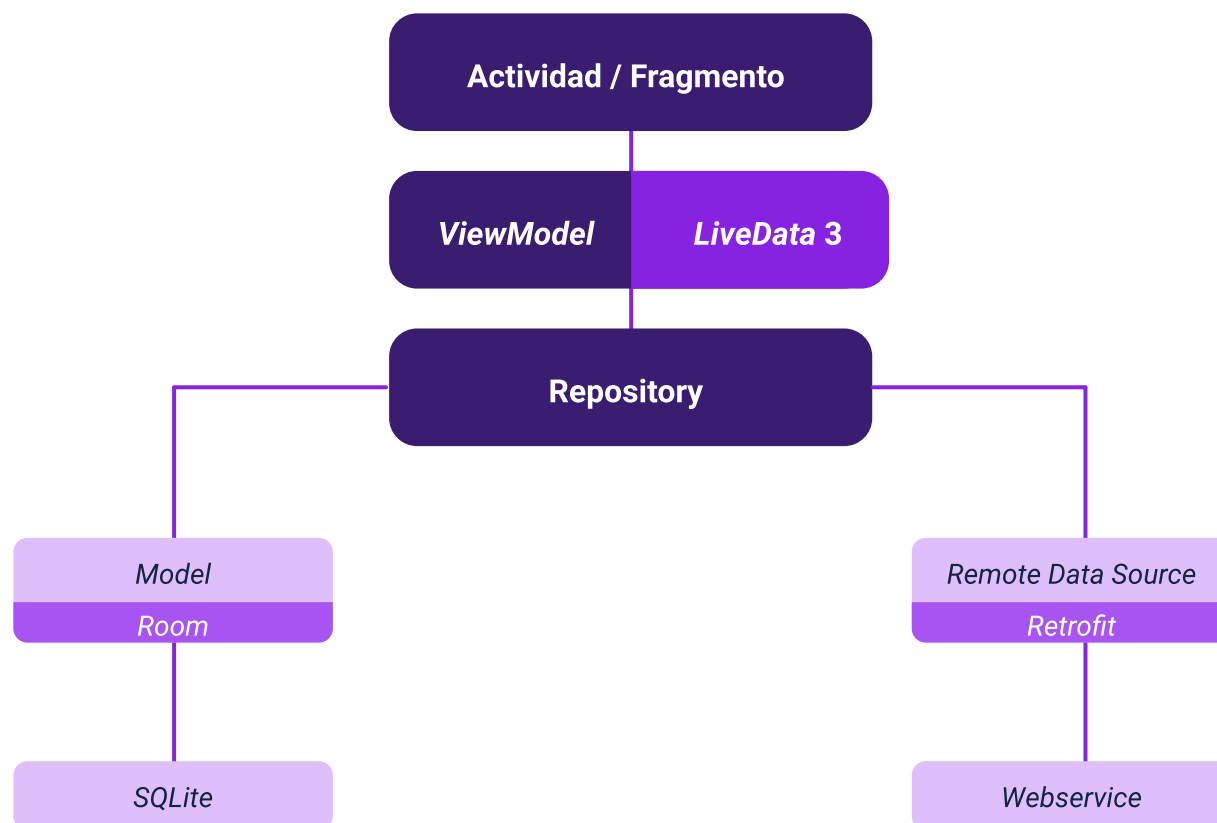 Actividad / Fragmento
ViewModel
LiveData 3
Repository
Model
Remote Data Source
Room
Retrofit
SQLite
Webservice